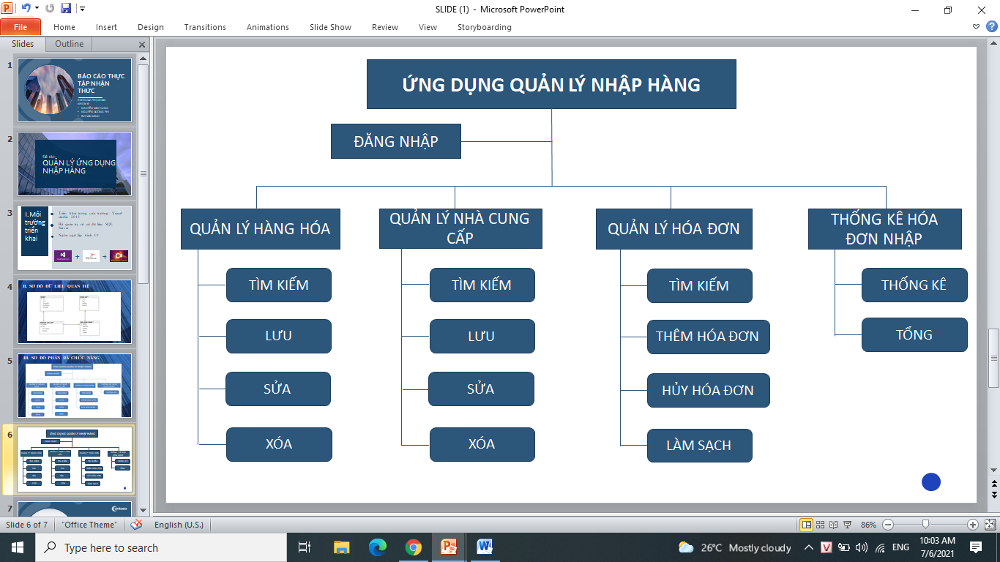 SLIDE (1) - Microsoft PowerPoint
File Home Insert Design Transitions Animations Slide Show Review View Storyboarding
Slides Outline
1
BÁO CÁO THỰC
TẬP NHẬN
THỨC
2
Đề tài:
QUẢN LÝ ỨNG DỤNG
NHẬP HÀNG
3
I.Môi
trường
triển
khai
4
II. SƠ ĐỒ DỮ LIỆU QUAN HỆ
5
III. SƠ ĐỒ PHÂN RÃ CHỨC NĂNG
6
7
ỨNG DỤNG QUẢN LÝ NHẬP HÀNG
ĐĂNG NHẬP
QUẢN LÝ HÀNG HÓA
TÌM KIẾM
LƯU
SỬA
XÓA
QUẢN LÝ NHÀ CUNG
CẤP
TÌM KIẾM
LƯU
SỬA
XÓA
QUẢN LÝ HÓA ĐƠN
TÌM KIẾM
THÊM HÓA ĐƠN
HỦY HÓA ĐƠN
LÀM SẠCH
THỐNG KÊ HÓA
ĐƠN NHẬP
THỐNG KÊ
TỔNG
Slide 6 of 7 "Office Theme" English (U.S.) 86%
Type here to search
26°C Mostly cloudy
ENG
10:03 AM
7/6/2021